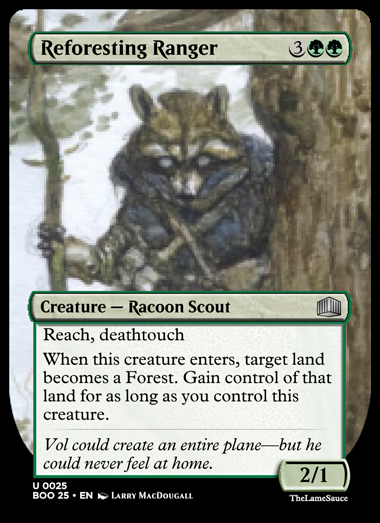 Reforesting Ranger 3
Creature — Racoon Scout
Reach, deathtouch
When this creature enters, target land
becomes a Forest. Gain control of that
land for as long as you control this
creature.
Vol could create an entire plane—but he
could never feel at home.
2/1
U 0025
BOO 25 • EN Larry MacDougall
TheLameSauce